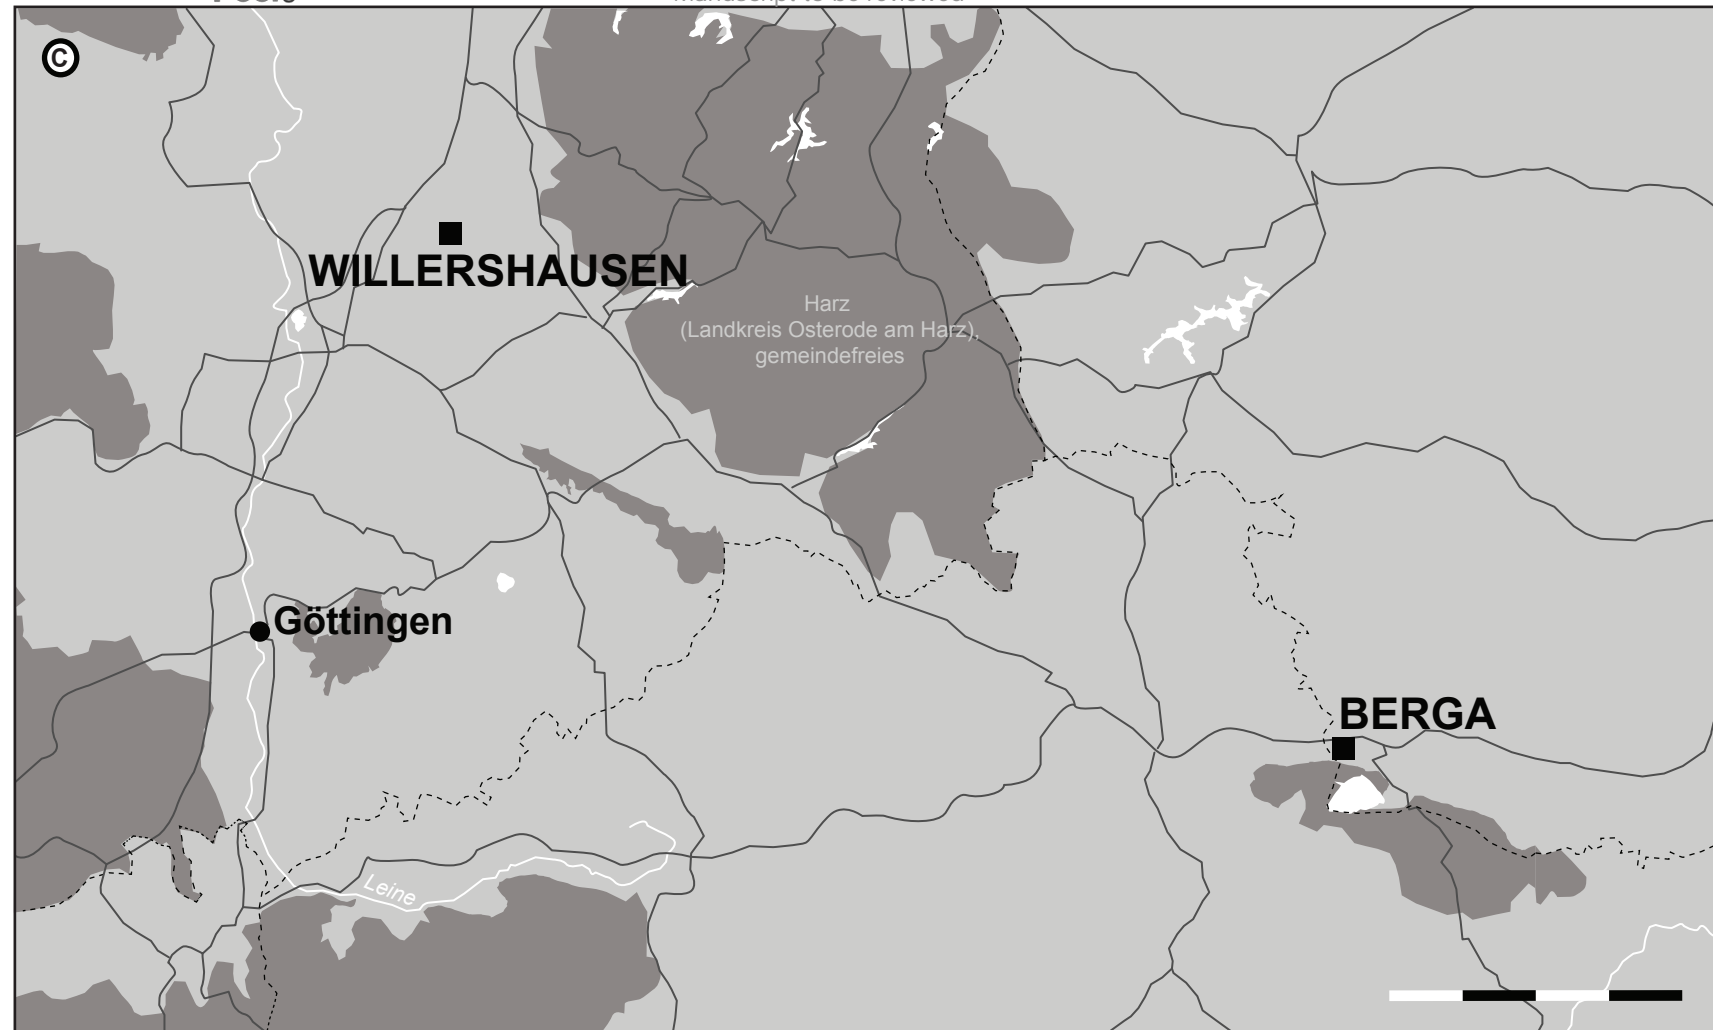 ©
WILLERSHAUSEN
Harz
(Landkreis Osterode am Harz),
gemeindefreies
Göttingen
BERGA
Leine